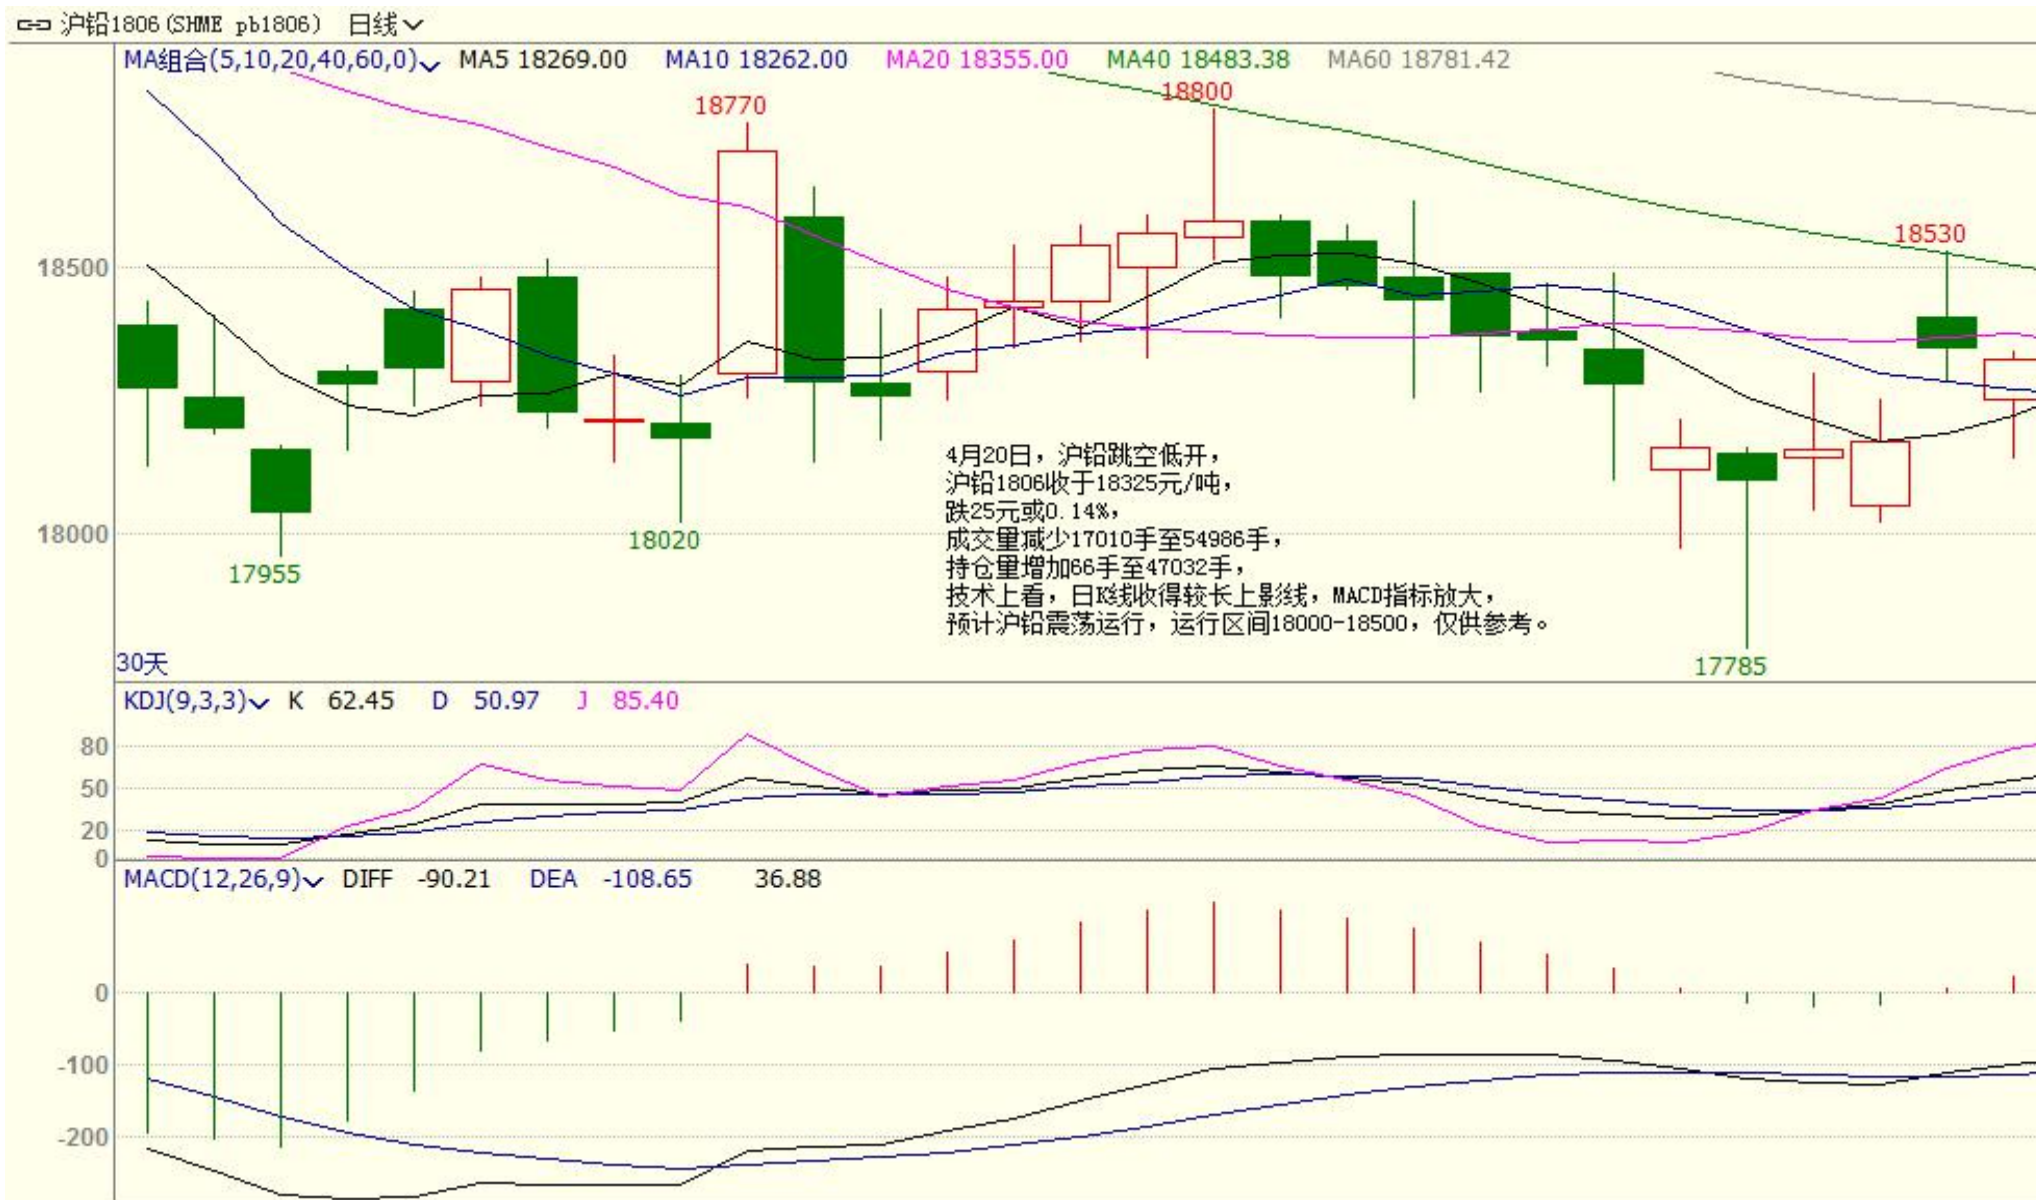 沪铅1806(SHME pb1806) 日线
MA组合(5,10,20,40,60,0) MA5 18269.00 MA10 18262.00 MA20 18355.00 MA40 18483.38 MA60 18781.42
18770
18800
18530
18500
4月20日，沪铅跳空低开，
沪铅1806收于18325元/吨，
跌25元或0.14%，
成交量减少17010手至54986手，
持仓量增加66手至47032手，
技术上看，日K线收得较长上影线，MACD指标放大，
预计沪铅震荡运行，运行区间18000-18500，仅供参考。
18000
18020
17955
17785
30天
KDJ(9,3,3) K 62.45 D 50.97 J 85.40
80
50
20
0
MACD(12,26,9) DIFF -90.21 DEA -108.65 36.88
0
-100
-200